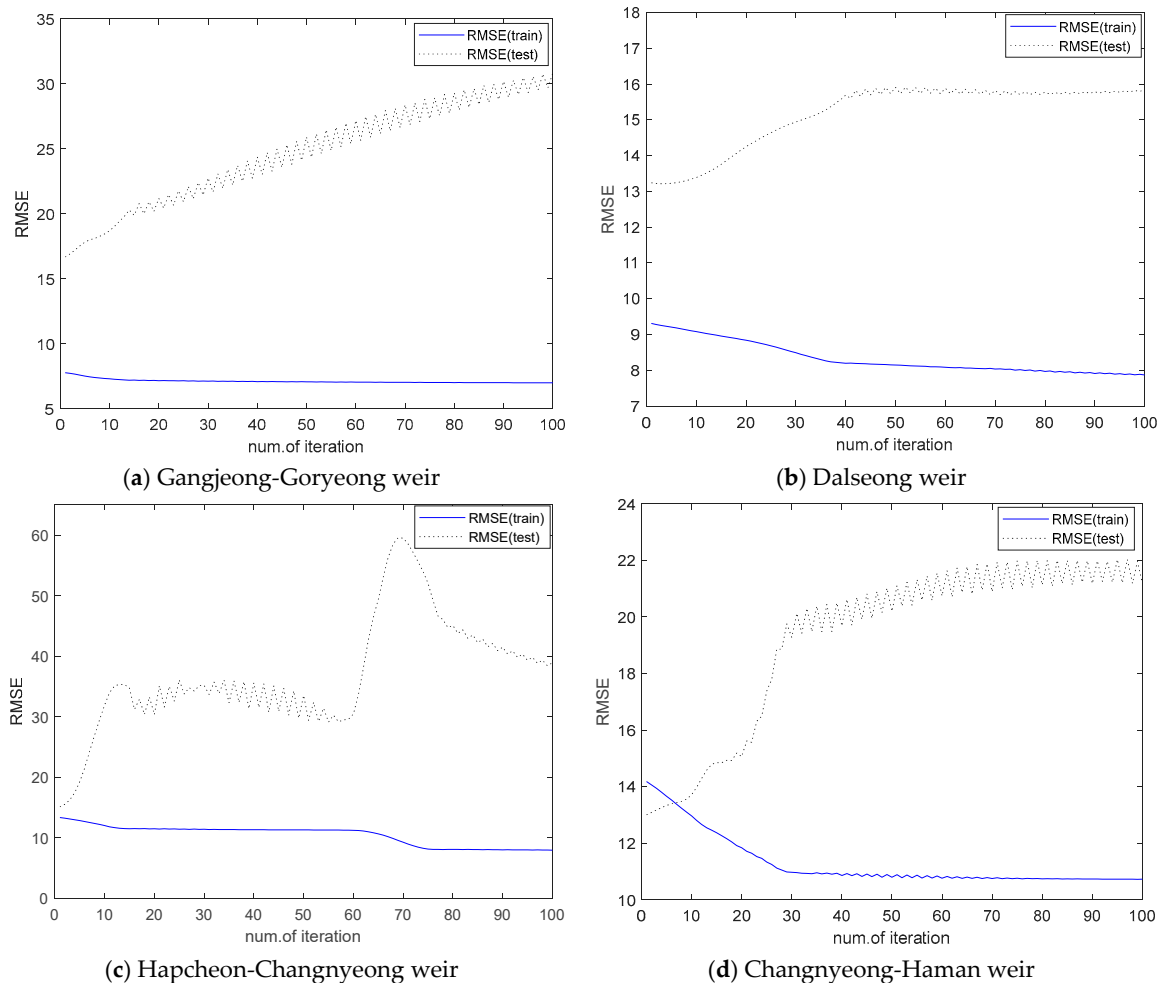 35
30
25
20
15
10
5
RMSE
0 10 20 30 40 50 60 70 80 90 100
num.of iteration
RMSE(train)
RMSE(test)
(a) Gangjeong-Goryeong weir
18
17
16
15
14
13
12
11
10
9
8
7
RMSE
0 10 20 30 40 50 60 70 80 90 100
num.of iteration
RMSE(train)
RMSE(test)
(b) Dalseong weir
60
50
40
30
20
10
0
RMSE
0 10 20 30 40 50 60 70 80 90 100
num.of iteration
RMSE(train)
RMSE(test)
(c) Hapcheon-Changnyeong weir
24
22
20
18
16
14
12
10
RMSE
0 10 20 30 40 50 60 70 80 90 100
num.of iteration
RMSE(train)
RMSE(test)
(d) Changnyeong-Haman weir